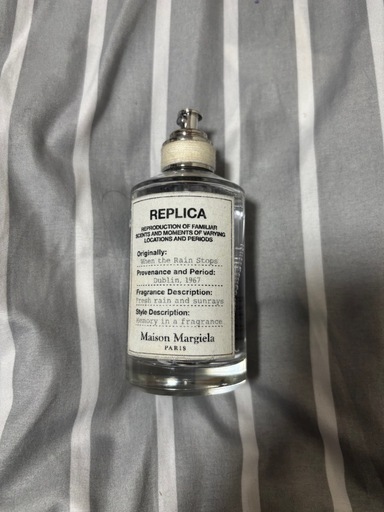 REPLICA
REPRODUCTION OF FAMILIAR
SCENTS AND MOMENTS OF VARYING
LOCATIONS AND PERIODS
Originally:
When the Rain Stops
Provenance and Period:
Dublin, 1967
Fragrance Description:
Fresh rain and sunrays
Style Description:
Memory in a fragrance
Maison Margiela
PARIS